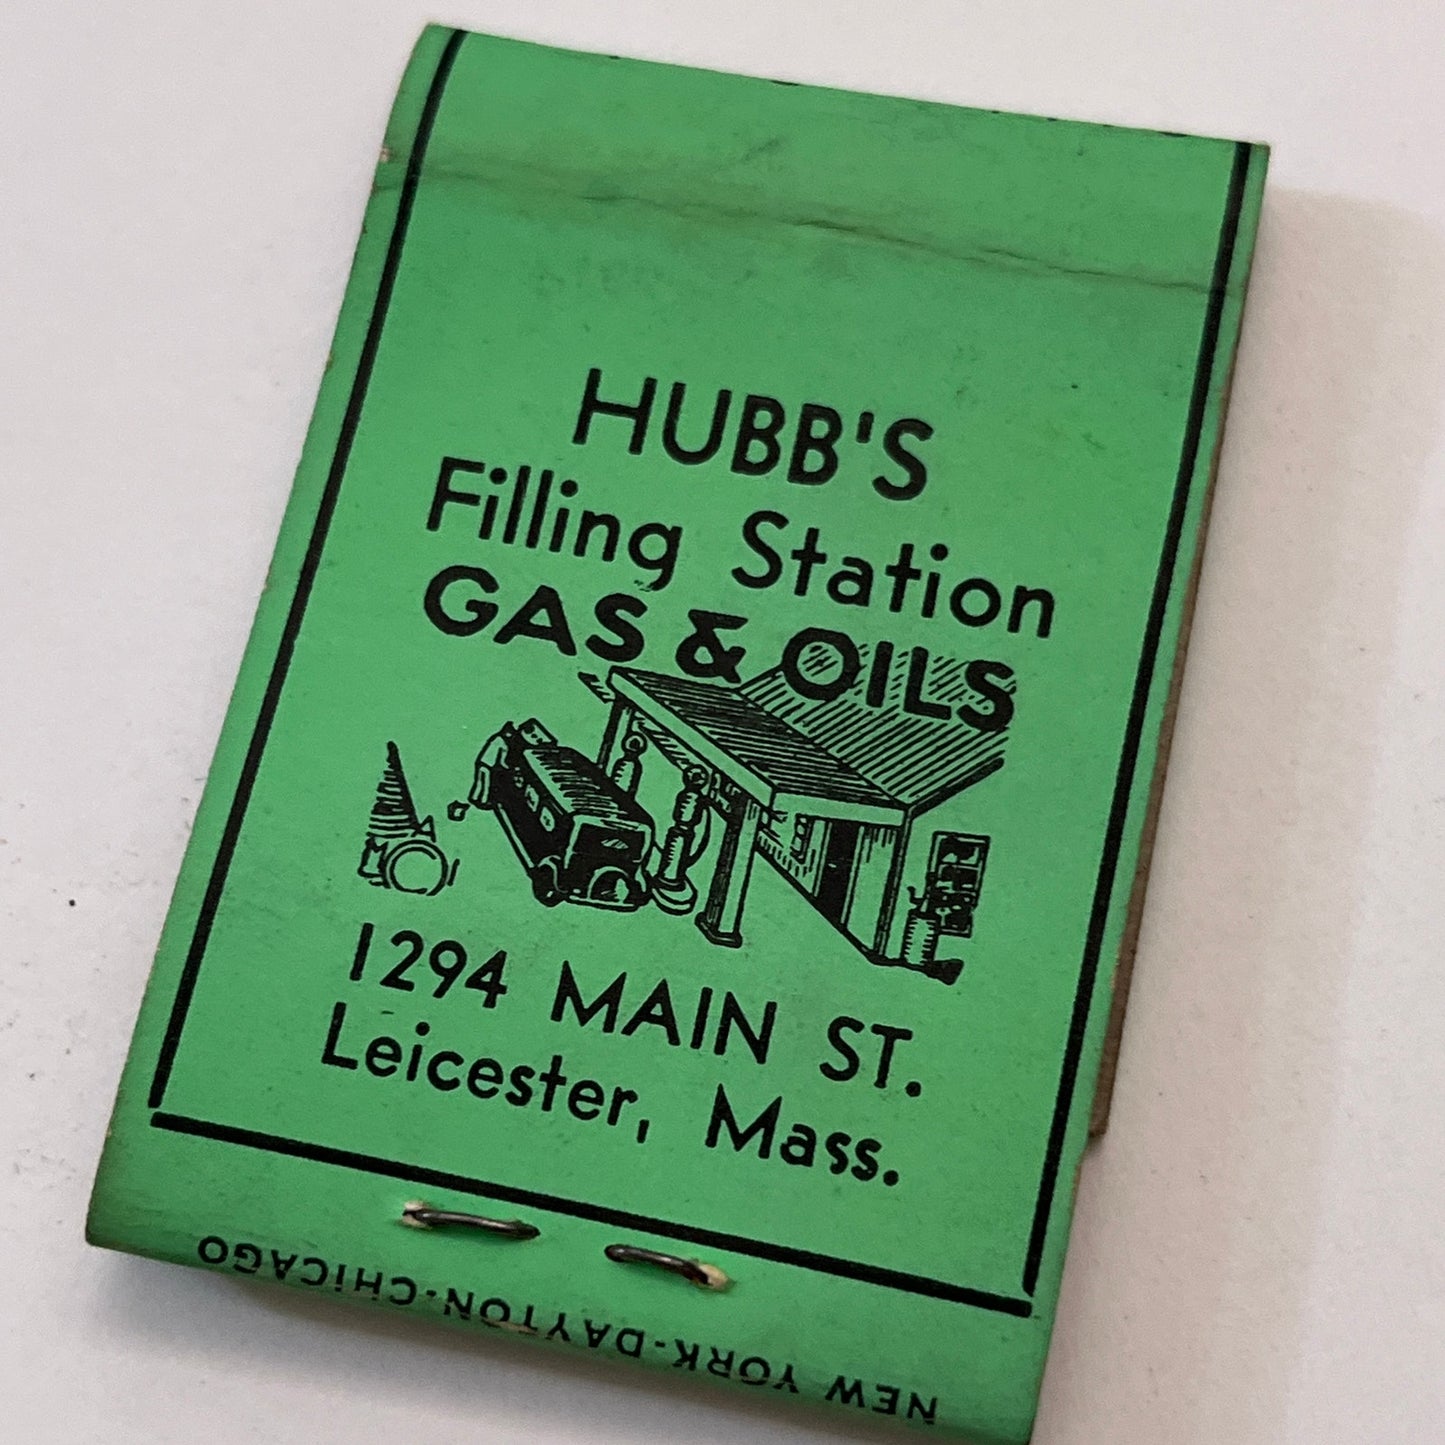 HUBB'S
Filling Station
GAS & OILS
1294 MAIN ST.
Leicester, Mass.
NEW YORK-DAYTON-CHiCAGO